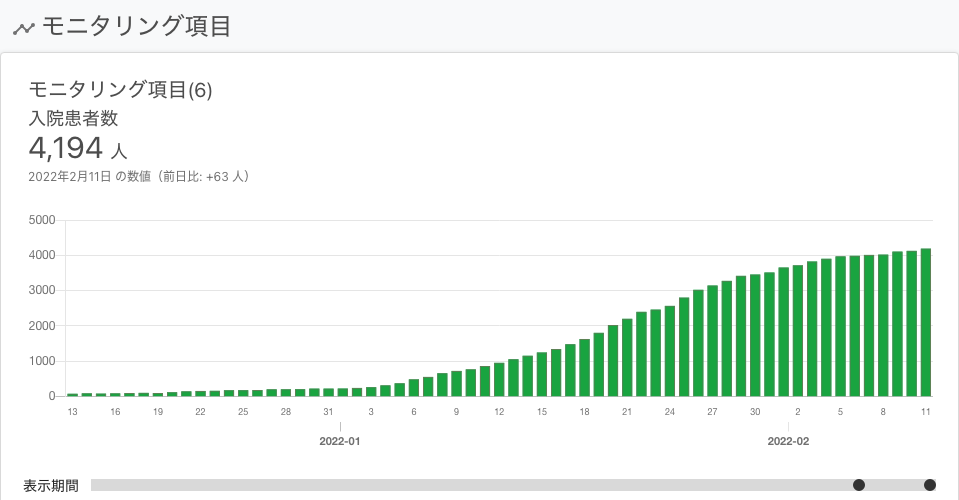 モニタリング項目
モニタリング項目(6)
入院患者数
4,194 人
2022年2月11日 の数値（前日比: +63 人）
5000
4000
3000
2000
1000
0
13 16 19 22 25 28 31 3 6 9 12 15 18 21 24 27 30 2 5 8 11
2022-01 2022-02
表示期間